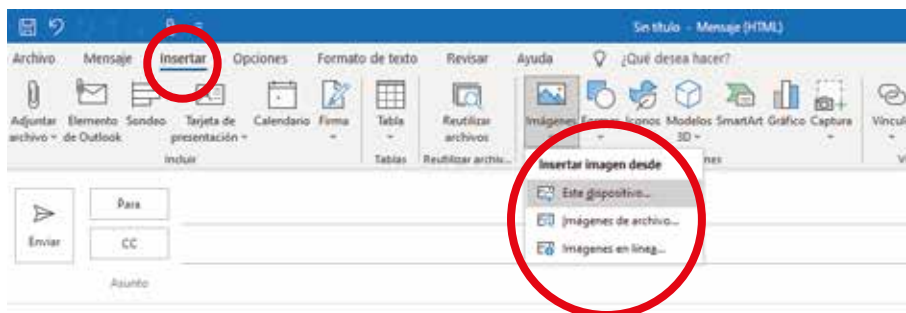 Sin título - Mensaje (HTML)
Archivo Mensaje Insertar Opciones Formato de texto Revisar Ayuda ¿Qué desea hacer?
Adjuntar archivo Elemento de Outlook Sondeo Tarjeta de presentación Calendario Firma Tabla Reutilizar archivos Imágenes Formas Iconos Modelos 3D SmartArt Gráfico Captura
Incluir Tablas Reutilizar archiv...
Insertar imagen desde
Este dispositivo...
Imágenes de archivo...
Imágenes en línea...
Para
Enviar
CC
Asunto